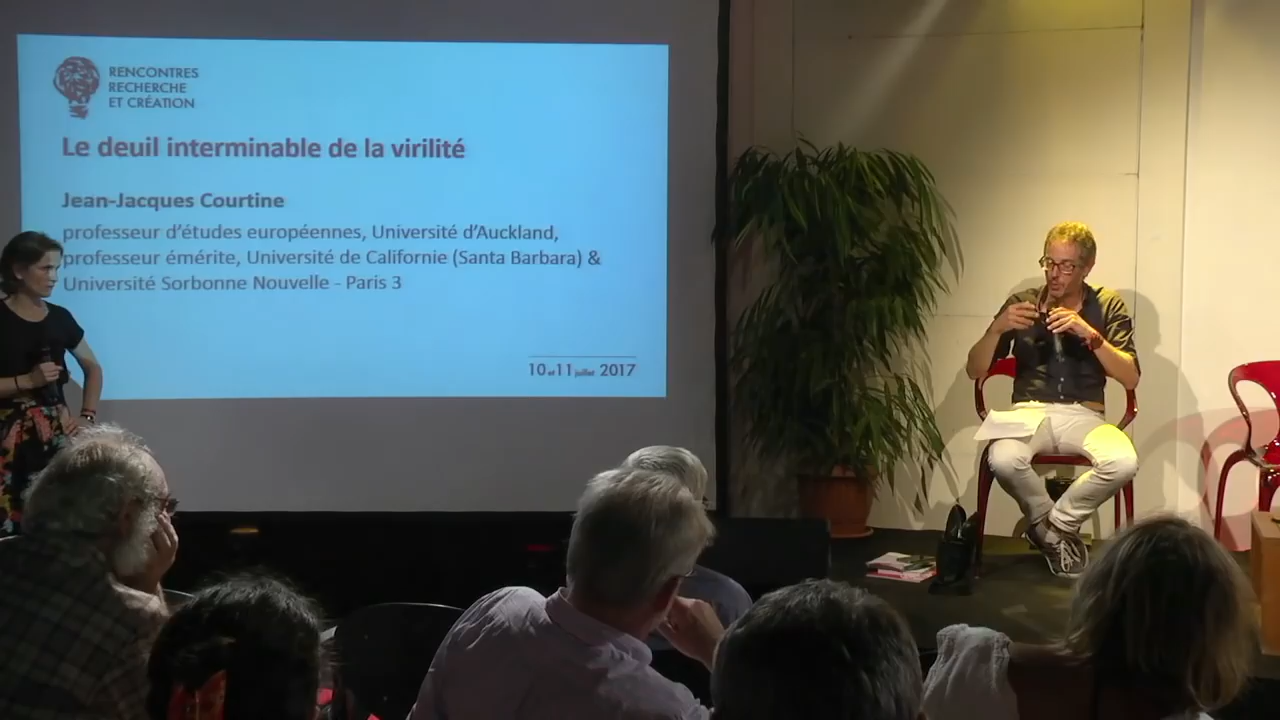 RENCONTRES
RECHERCHE
ET CRÉATION
Le deuil interminable de la virilité
Jean-Jacques Courtine
professeur d'études européennes, Université d'Auckland,
professeur émérite, Université de Californie (Santa Barbara) &
Université Sorbonne Nouvelle - Paris 3
10 et 11 juillet 2017